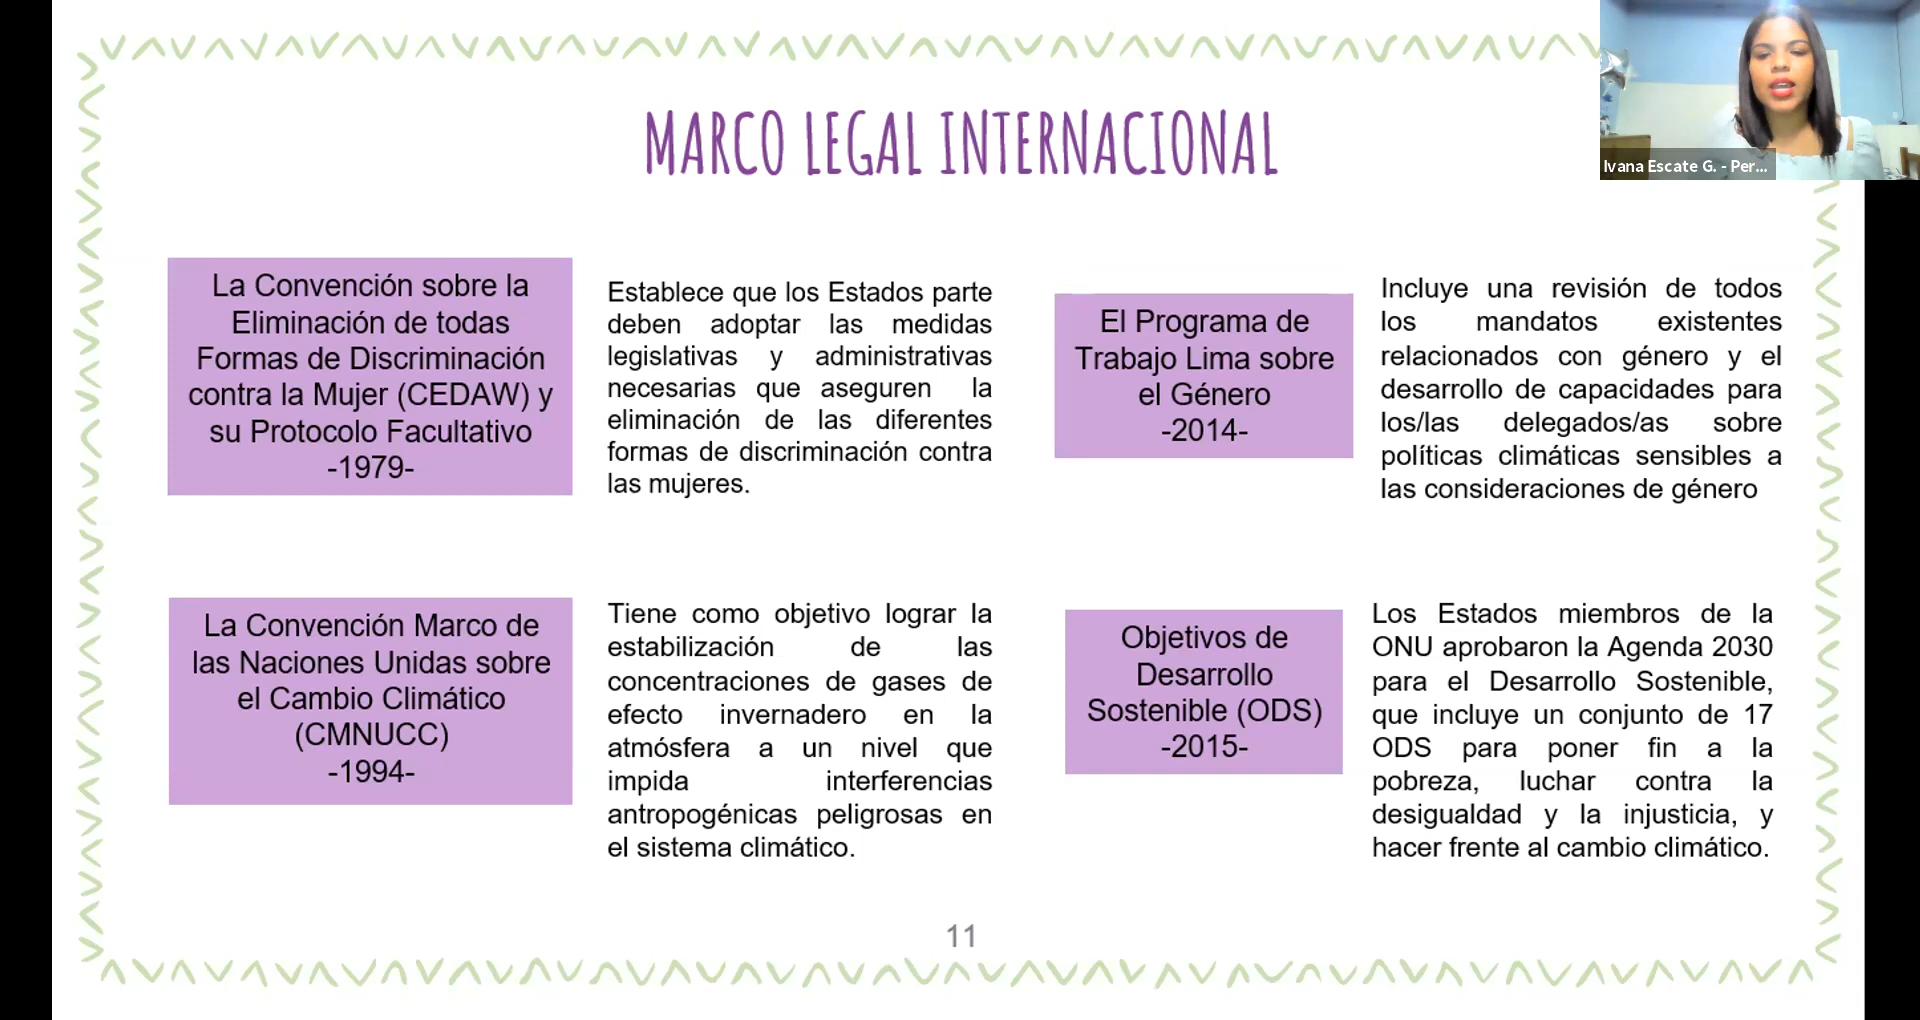 MARCO LEGAL INTERNACIONAL
Ivana Escate G. - Per...
La Convención sobre la
Eliminación de todas
Formas de Discriminación
contra la Mujer (CEDAW) y
su Protocolo Facultativo
-1979-
Establece que los Estados parte
deben adoptar las medidas
legislativas y administrativas
necesarias que aseguren la
eliminación de las diferentes
formas de discriminación contra
las mujeres.
El Programa de
Trabajo Lima sobre
el Género
-2014-
Incluye una revisión de todos
los mandatos existentes
relacionados con género y el
desarrollo de capacidades para
los/las delegados/as sobre
políticas climáticas sensibles a
las consideraciones de género
La Convención Marco de
las Naciones Unidas sobre
el Cambio Climático
(CMNUCC)
-1994-
Tiene como objetivo lograr la
estabilización de las
concentraciones de gases de
efecto invernadero en la
atmósfera a un nivel que
impida interferencias
antropogénicas peligrosas en
el sistema climático.
Objetivos de
Desarrollo
Sostenible (ODS)
-2015-
Los Estados miembros de la
ONU aprobaron la Agenda 2030
para el Desarrollo Sostenible,
que incluye un conjunto de 17
ODS para poner fin a la
pobreza, luchar contra la
desigualdad y la injusticia, y
hacer frente al cambio climático.
11